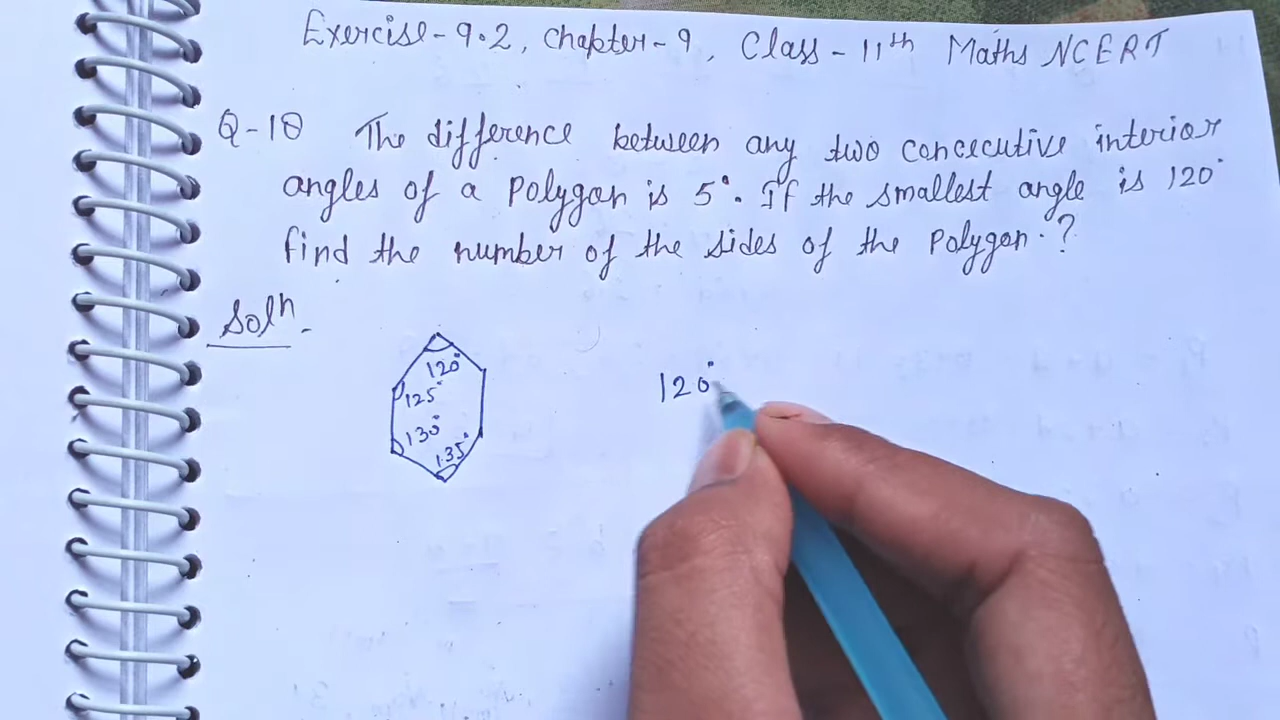 Exercise-9.2, Chapter-9, Class-11th Maths NCERT
Q-18 The difference between any two concecutive interior
angles of a Polygon is 5°. If the smallest angle is 120°
find the number of the sides of the Polygon.?
Solⁿ.
120°
125°
130°
135°
120°